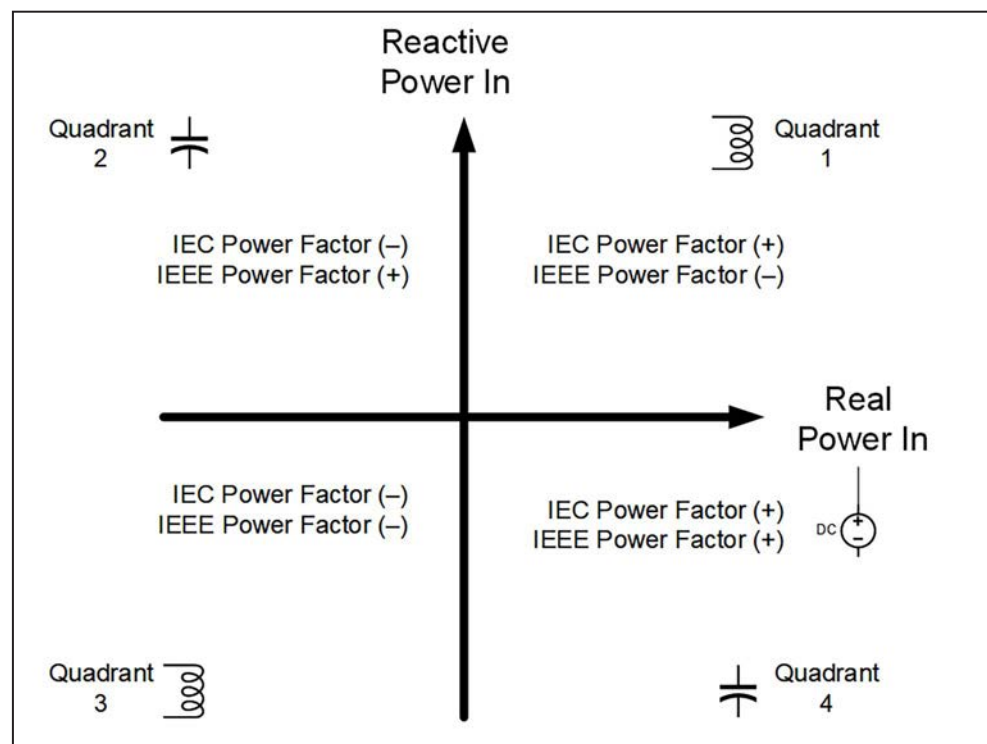 Reactive
Power In
Quadrant
2
Quadrant
1
IEC Power Factor (–)
IEEE Power Factor (+)
IEC Power Factor (+)
IEEE Power Factor (–)
Real
Power In
IEC Power Factor (–)
IEEE Power Factor (–)
IEC Power Factor (+)
IEEE Power Factor (+)
DC
+
–
Quadrant
3
Quadrant
4